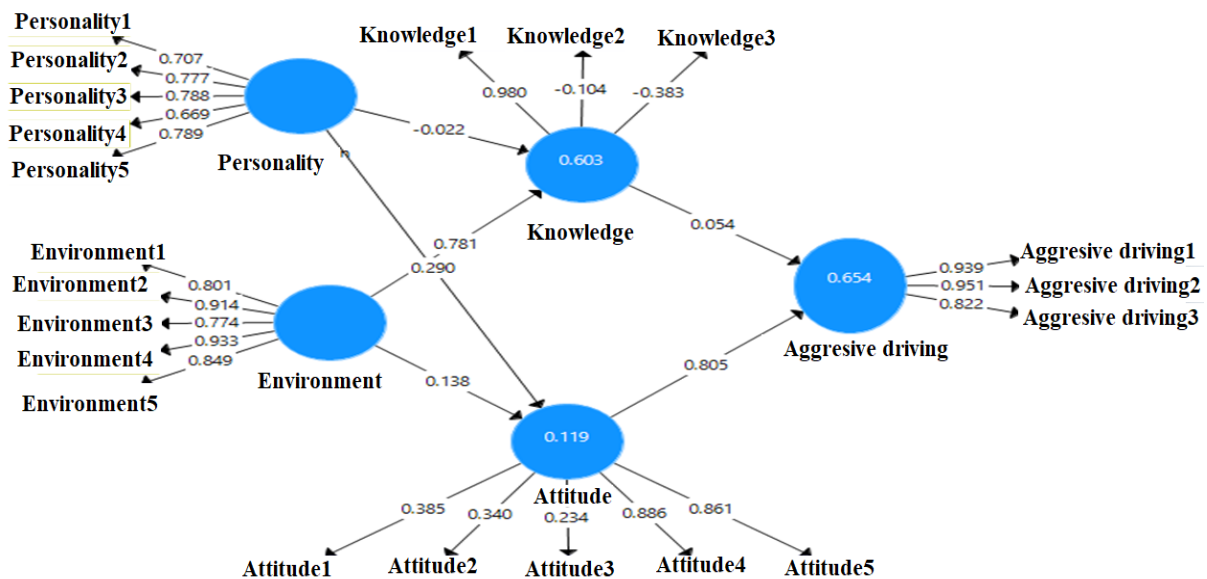 Personality1
0.707
Personality2
0.777
Personality3
0.788
Personality4
0.669
Personality5
0.789
Personality
Knowledge1
Knowledge2
Knowledge3
0.980
-0.104
-0.383
-0.022
0.603
Knowledge
0.781
0.290
0.054
Environment1
0.801
Environment2
0.914
Environment3
0.774
Environment4
0.933
Environment5
0.849
Environment
0.138
0.654
Aggresive driving
0.939
Aggresive driving1
0.951
Aggresive driving2
0.822
Aggresive driving3
0.805
0.119
Attitude
0.385
0.340
0.234
0.886
0.861
Attitude1
Attitude2
Attitude3
Attitude4
Attitude5